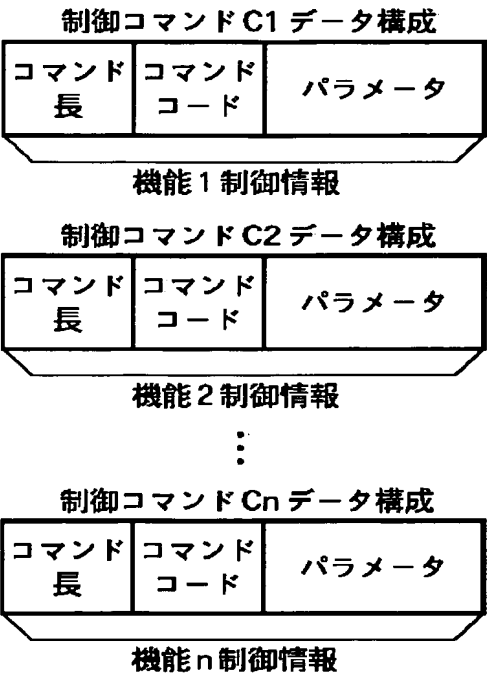 制御コマンドC1データ構成
コマンド長
コマンドコード
パラメータ
機能1制御情報
制御コマンドC2データ構成
コマンド長
コマンドコード
パラメータ
機能2制御情報
⋮
制御コマンドCnデータ構成
コマンド長
コマンドコード
パラメータ
機能n制御情報